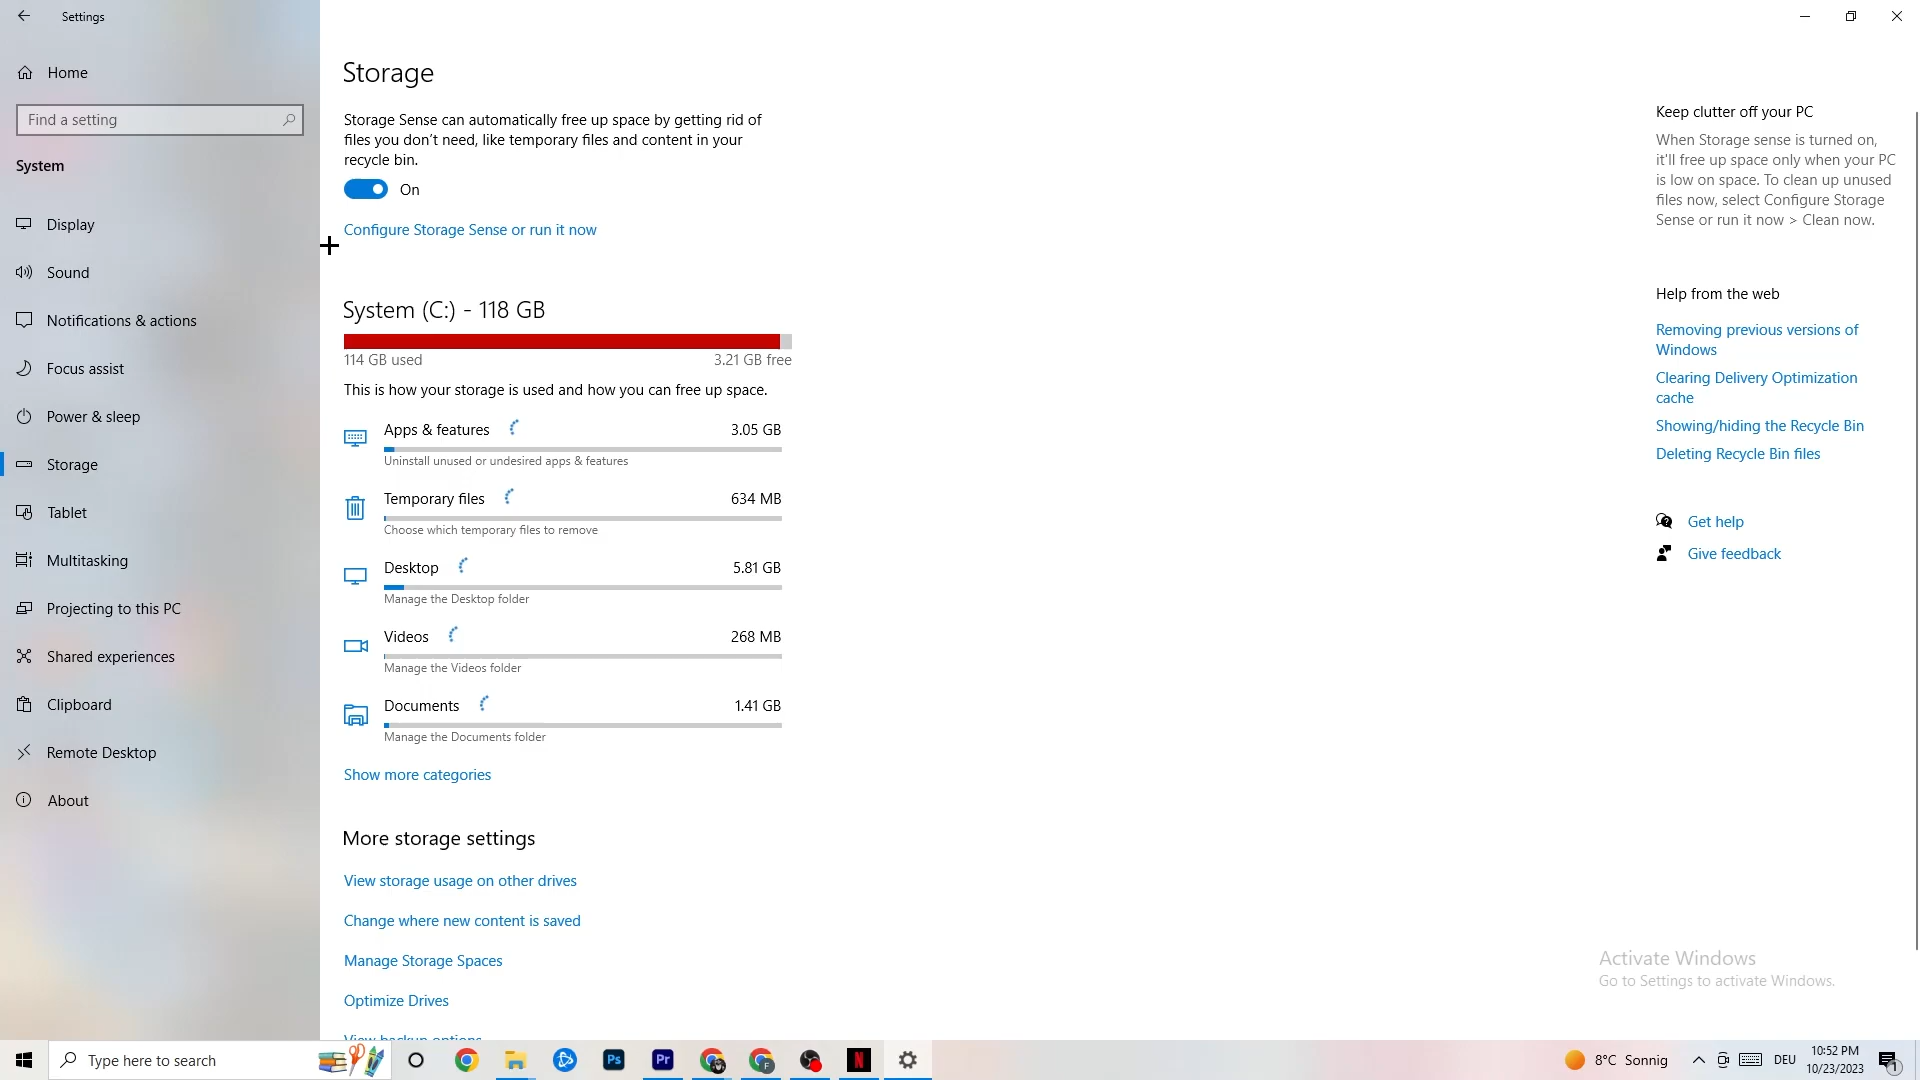 Settings
Home
Find a setting
System
Display
Sound
Notifications & actions
Focus assist
Power & sleep
Storage
Tablet
Multitasking
Projecting to this PC
Shared experiences
Clipboard
Remote Desktop
About
Storage
Storage Sense can automatically free up space by getting rid of
files you don't need, like temporary files and content in your
recycle bin.
On
Configure Storage Sense or run it now
System (C:) - 118 GB
114 GB used
3.21 GB free
This is how your storage is used and how you can free up space.
Apps & features
3.05 GB
Uninstall unused or undesired apps & features
Temporary files
634 MB
Choose which temporary files to remove
Desktop
5.81 GB
Manage the Desktop folder
Videos
268 MB
Manage the Videos folder
Documents
1.41 GB
Manage the Documents folder
Show more categories
More storage settings
View storage usage on other drives
Change where new content is saved
Manage Storage Spaces
Optimize Drives
View backup options
Keep clutter off your PC
When Storage sense is turned on,
it'll free up space only when your PC
is low on space. To clean up unused
files now, select Configure Storage
Sense or run it now > Clean now.
Help from the web
Removing previous versions of
Windows
Clearing Delivery Optimization
cache
Showing/hiding the Recycle Bin
Deleting Recycle Bin files
Get help
Give feedback
Activate Windows
Go to Settings to activate Windows.
Type here to search
Ps
Pr
F
N
8°C Sonnig
DEU
10:52 PM
10/23/2023
1